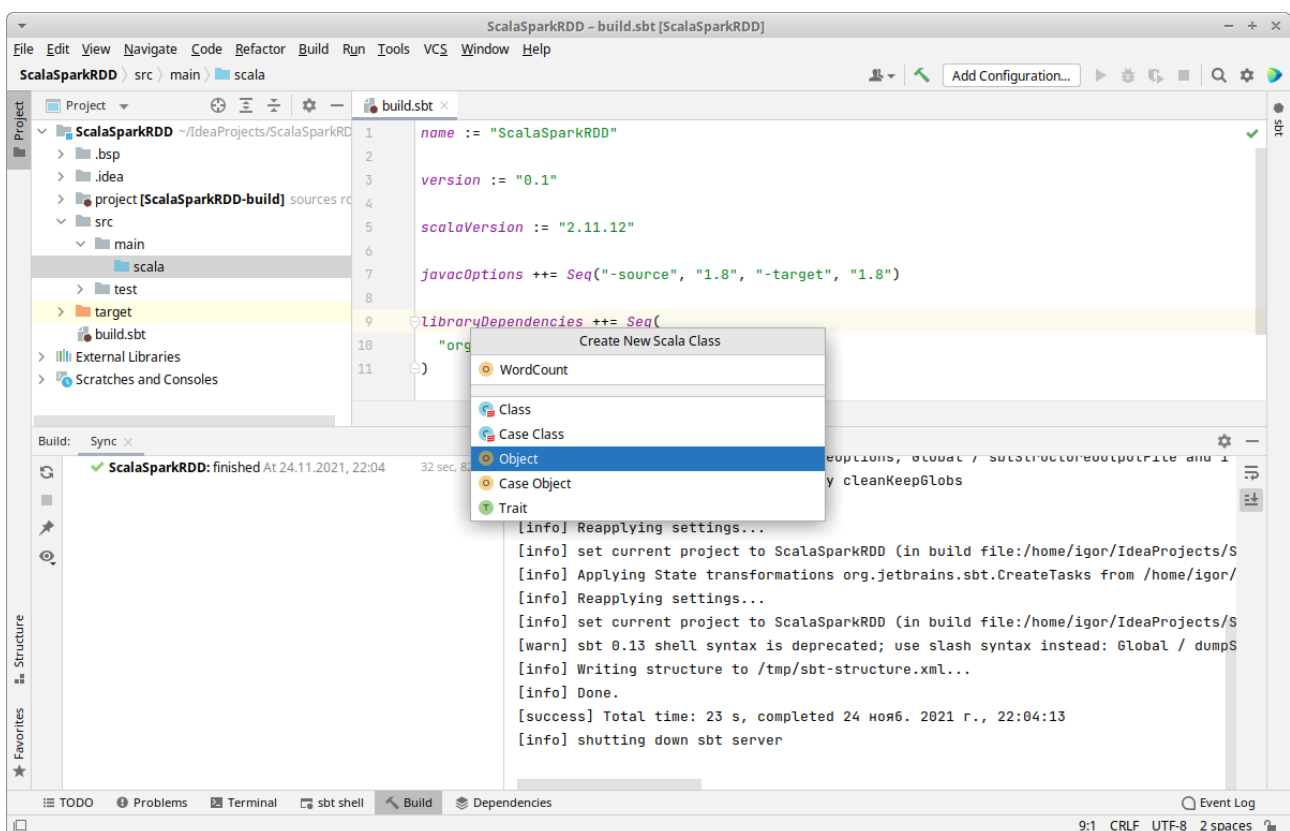 ScalaSparkRDD – build.sbt [ScalaSparkRDD]
File Edit View Navigate Code Refactor Build Run Tools VCS Window Help
ScalaSparkRDD src main scala
Add Configuration...
Project
build.sbt
Project
sbt
ScalaSparkRDD ~/IdeaProjects/ScalaSparkRD
.bsp
.idea
project [ScalaSparkRDD-build] sources ro
src
main
scala
test
target
build.sbt
External Libraries
Scratches and Consoles
1 name := "ScalaSparkRDD"
2
3 version := "0.1"
4
5 scalaVersion := "2.11.12"
6
7 javacOptions ++= Seq("-source", "1.8", "-target", "1.8")
8
9 libraryDependencies ++= Seq(
10 "org
11 )
Create New Scala Class
WordCount
Class
Case Class
Object
Case Object
Trait
Build: Sync
ScalaSparkRDD: finished At 24.11.2021, 22:04 32 sec, 82
y cleanKeepGlobs
[info] Reapplying settings...
[info] set current project to ScalaSparkRDD (in build file:/home/igor/IdeaProjects/S
[info] Applying State transformations org.jetbrains.sbt.CreateTasks from /home/igor/
[info] Reapplying settings...
[info] set current project to ScalaSparkRDD (in build file:/home/igor/IdeaProjects/S
[warn] sbt 0.13 shell syntax is deprecated; use slash syntax instead: Global / dumpS
[info] Writing structure to /tmp/sbt-structure.xml...
[info] Done.
[success] Total time: 23 s, completed 24 нояб. 2021 г., 22:04:13
[info] shutting down sbt server
Structure
Favorites
TODO Problems Terminal sbt shell Build Dependencies Event Log
9:1 CRLF UTF-8 2 spaces